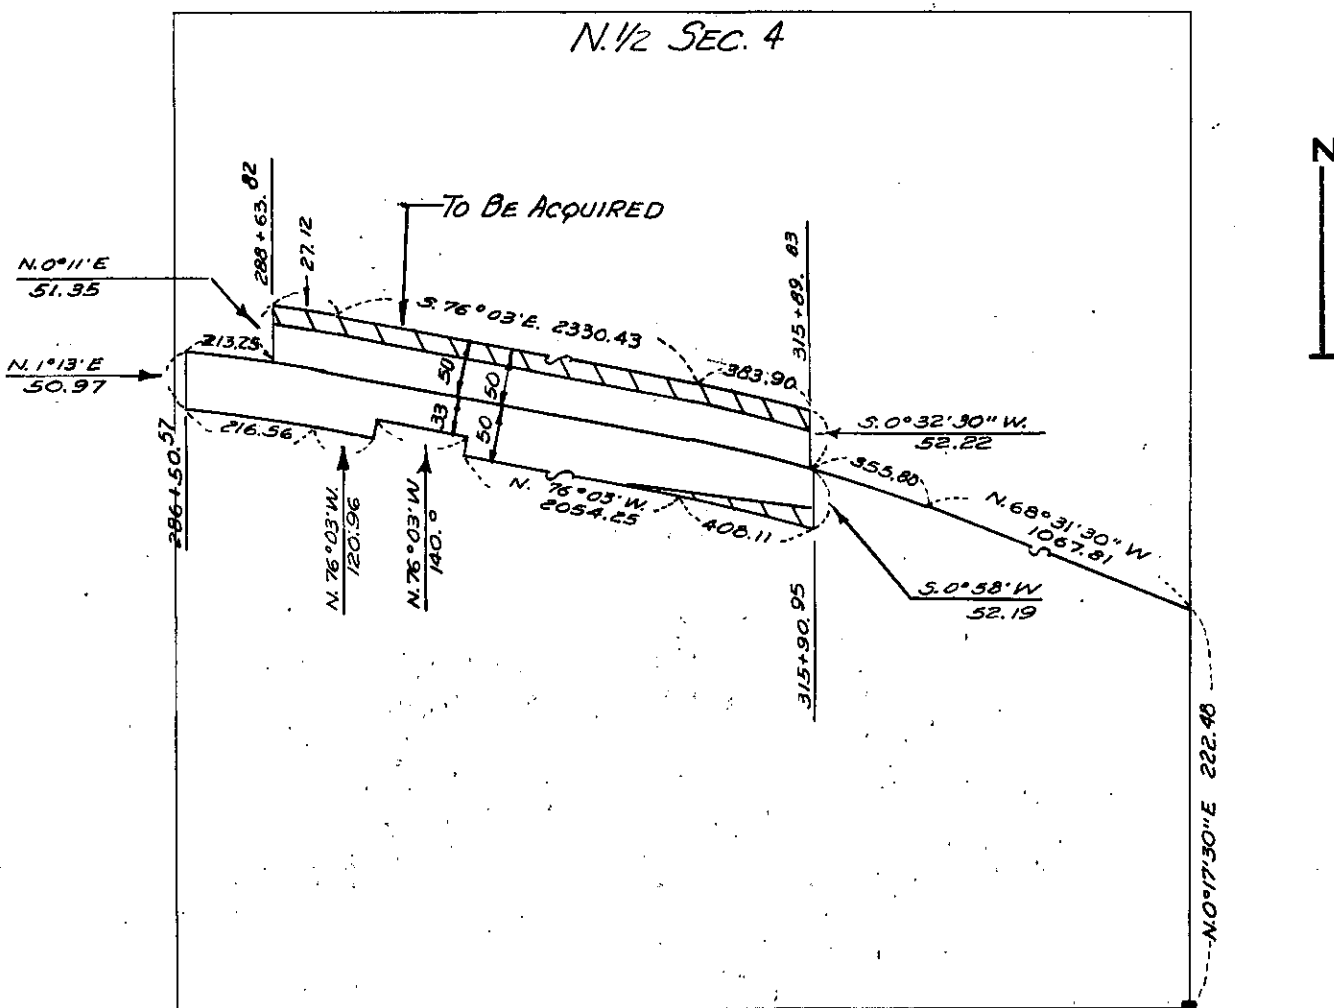 N. 1/2 SEC. 4
N
288+63.82
27.12
TO BE ACQUIRED
315+89.83
N. 0°11' E
51.35
S. 76°03' E. 2330.43
213.25
383.90
N. 1°13' E
50.97
50
50
33
50
S. 0°32'30" W.
52.22
286+50.57
216.56
355.80
N. 76°03' W.
2054.25
408.11
N. 68°31'30" W
1067.81
N. 76°03' W.
120.96
N. 76°03' W
140.0
S. 0°58' W
52.19
315+90.95
N. 0°17'30" E 222.48